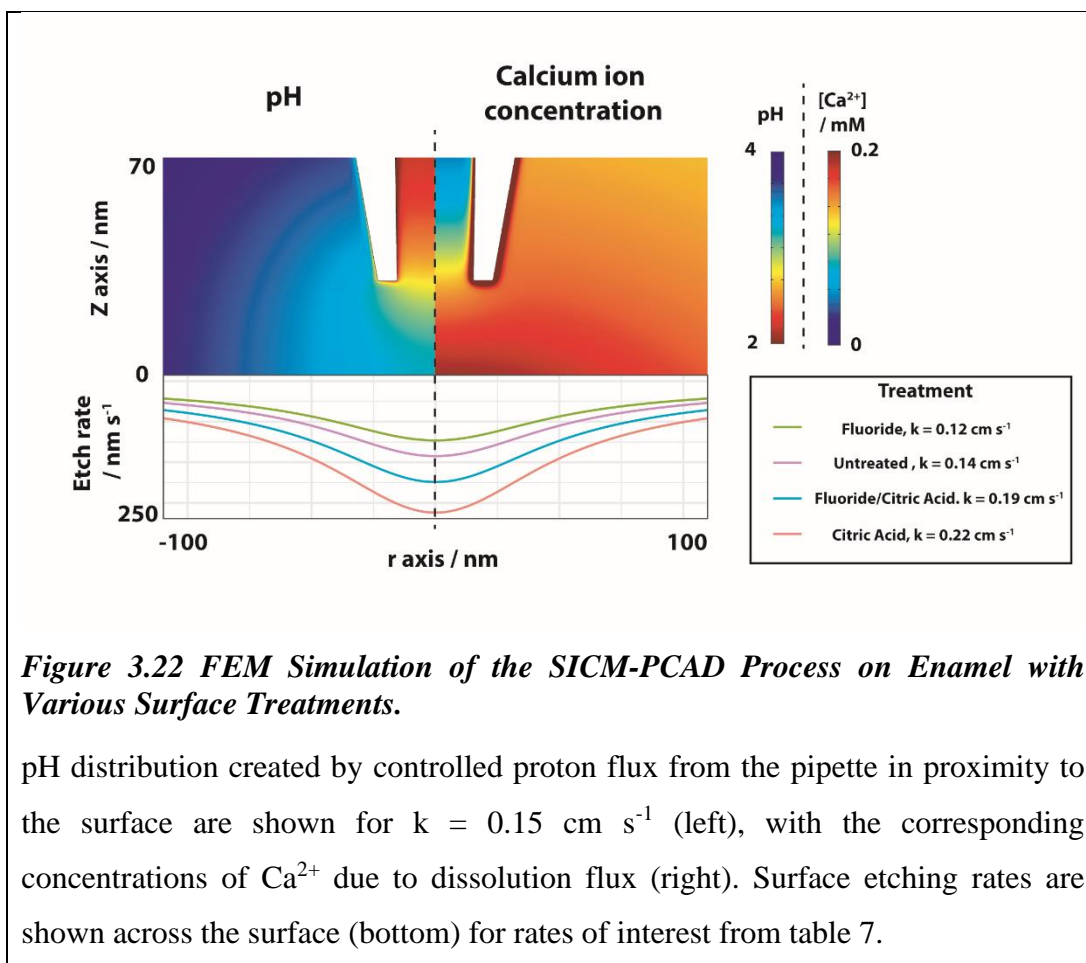 pH
Calcium ion
concentration
pH
[Ca²⁺]
/ mM
4
0.2
2
0
70
Z axis / nm
0
Etch rate
/ nm s⁻¹
250
-100
100
r axis / nm
Treatment
Fluoride, k = 0.12 cm s⁻¹
Untreated , k = 0.14 cm s⁻¹
Fluoride/Citric Acid. k = 0.19 cm s⁻¹
Citric Acid, k = 0.22 cm s⁻¹
Figure 3.22 FEM Simulation of the SICM-PCAD Process on Enamel with
Various Surface Treatments.
pH distribution created by controlled proton flux from the pipette in proximity to
the surface are shown for k = 0.15 cm s⁻¹ (left), with the corresponding
concentrations of Ca²⁺ due to dissolution flux (right). Surface etching rates are
shown across the surface (bottom) for rates of interest from table 7.